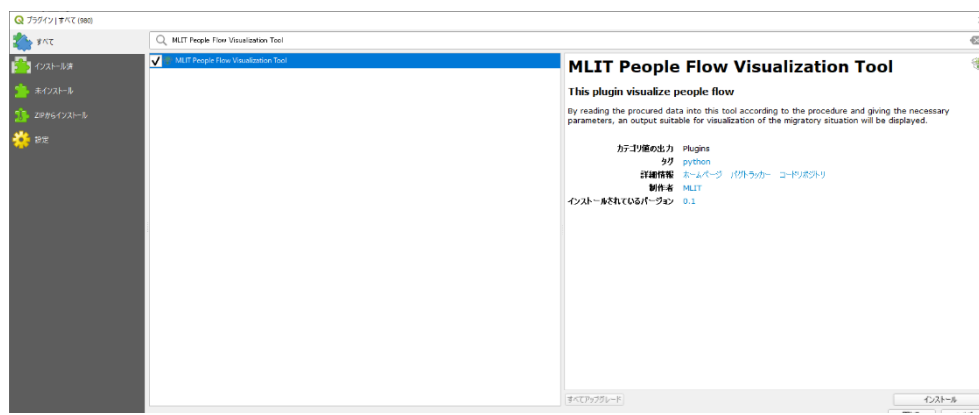 プラグイン | すべて (980)
すべて
インストール済
未インストール
ZIPからインストール
設定
MLIT People Flow Visualization Tool
MLIT People Flow Visualization Tool
MLIT People Flow Visualization Tool
This plugin visualize people flow
By reading the procured data into this tool according to the procedure and giving the necessary
parameters, an output suitable for visualization of the migratory situation will be displayed.
カテゴリ値の出力 Plugins
タグ python
詳細情報 ホームページ バグトラッカー コードリポジトリ
制作者 MLIT
インストールされているバージョン 0.1
すべてアップグレード
インストール